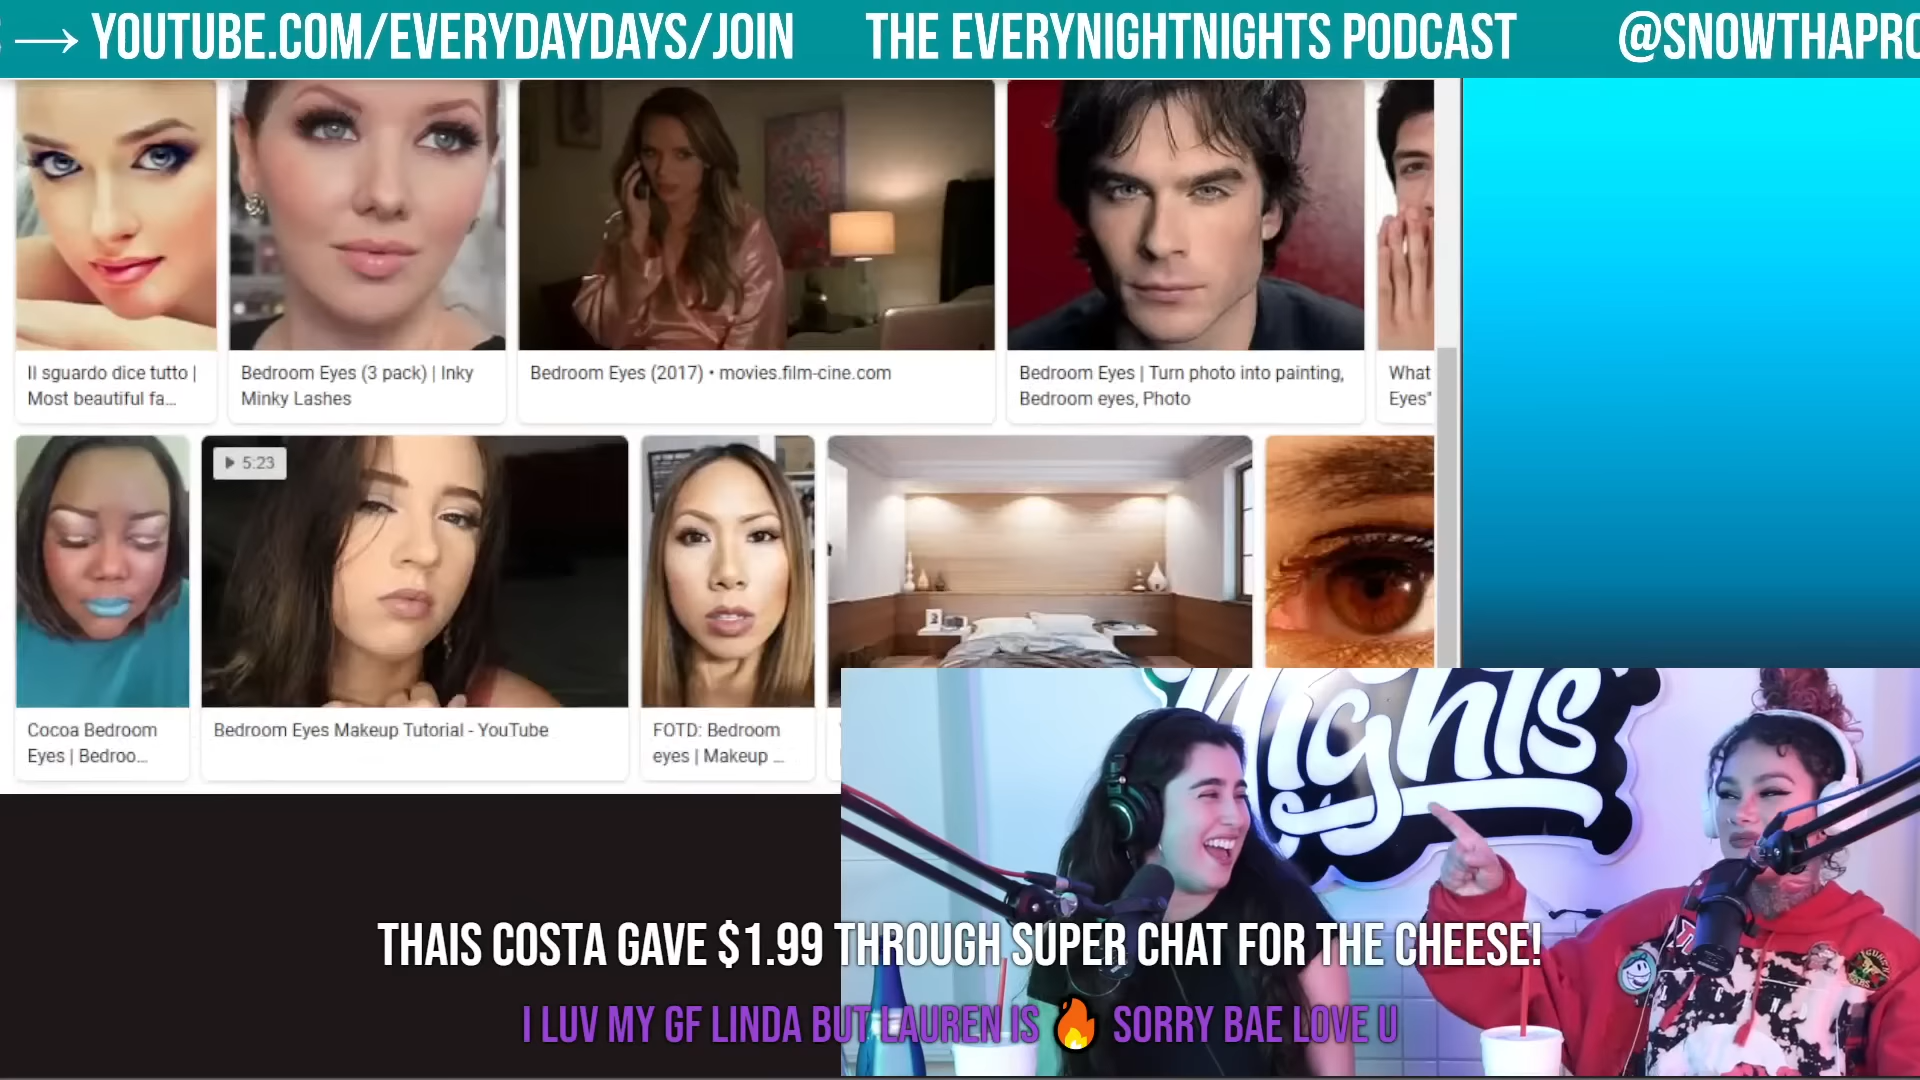 → YOUTUBE.COM/EVERYDAYDAYS/JOIN THE EVERYNIGHTNIGHTS PODCAST @SNOWTHAPRO
Il sguardo dice tutto |
Most beautiful fa...
Bedroom Eyes (3 pack) | Inky
Minky Lashes
Bedroom Eyes (2017) • movies.film-cine.com
Bedroom Eyes | Turn photo into painting,
Bedroom eyes, Photo
What
Eyes"
5:23
Cocoa Bedroom
Eyes | Bedroo...
Bedroom Eyes Makeup Tutorial - YouTube
FOTD: Bedroom
eyes | Makeup ...
Nights
THAIS COSTA GAVE $1.99 THROUGH SUPER CHAT FOR THE CHEESE!
I LUV MY GF LINDA BUT LAUREN IS 🔥 SORRY BAE LOVE U